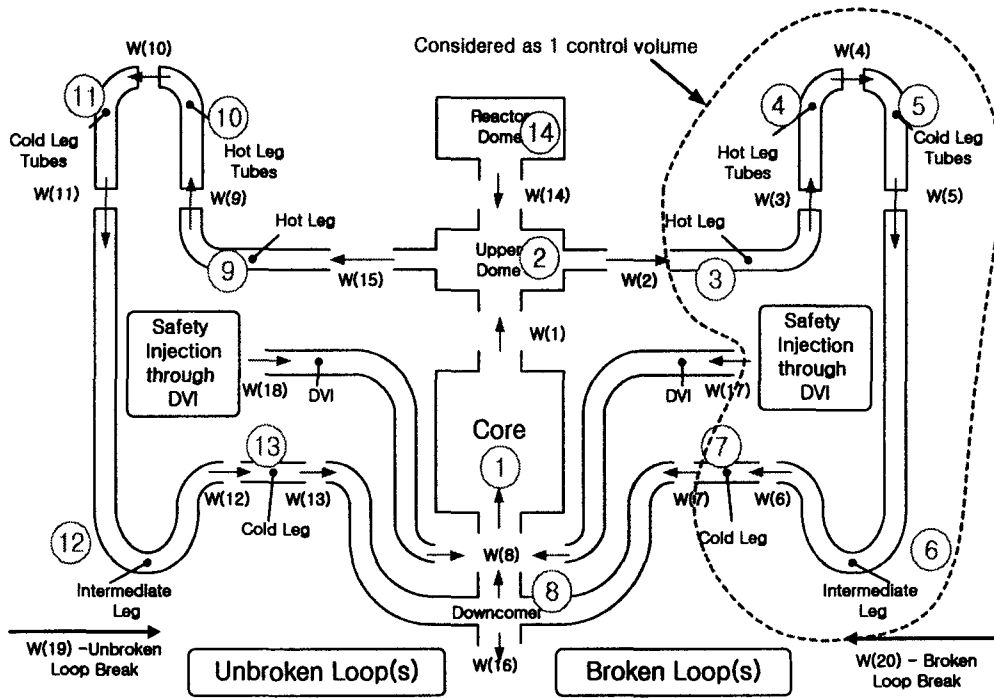 W(10)
Considered as 1 control volume
W(4)
11
10
Reactor
Dome
14
4
5
Cold Leg
Tubes
Hot Leg
Tubes
Hot Leg
Tubes
Cold Leg
Tubes
W(11)
W(9)
W(14)
W(3)
W(5)
Hot Leg
Hot Leg
9
Upper
Dome
2
3
W(15)
W(2)
Safety
Injection
through
DVI
W(1)
Safety
Injection
through
DVI
W(18)
DVI
DVI
W(17)
Core
13
1
7
W(12)
W(13)
W(7)
W(6)
Cold Leg
Cold Leg
12
W(8)
6
8
Intermediate
Leg
Downcomer
Intermediate
Leg
W(19) -Unbroken
Loop Break
Unbroken Loop(s)
W(16)
Broken Loop(s)
W(20) - Broken
Loop Break